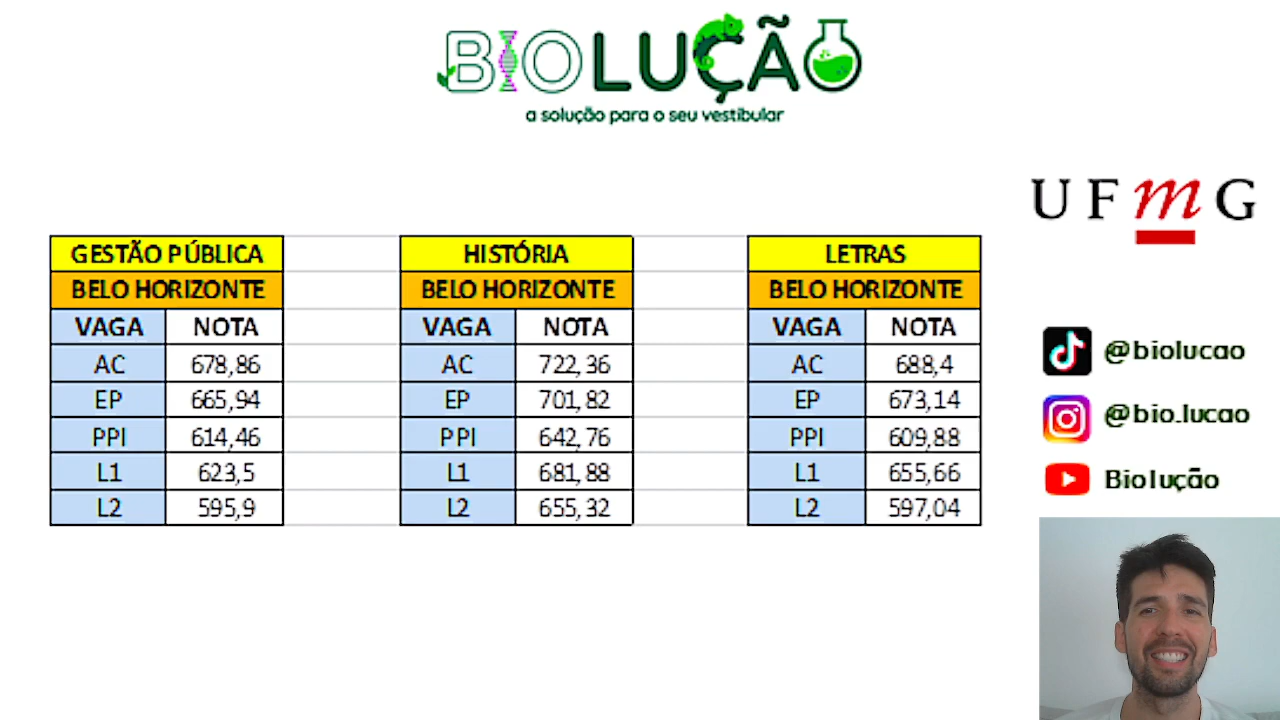 BIOLUÇÃO
a solução para o seu vestibular
UFmG
GESTÃO PÚBLICA
BELO HORIZONTE
VAGA NOTA
AC 678,86
EP 665,94
PPI 614,46
L1 623,5
L2 595,9
HISTÓRIA
BELO HORIZONTE
VAGA NOTA
AC 722,36
EP 701,82
PPI 642,76
L1 681,88
L2 655,32
LETRAS
BELO HORIZONTE
VAGA NOTA
AC 688,4
EP 673,14
PPI 609,88
L1 655,66
L2 597,04
@biolucao
@bio.lucao
Biolução